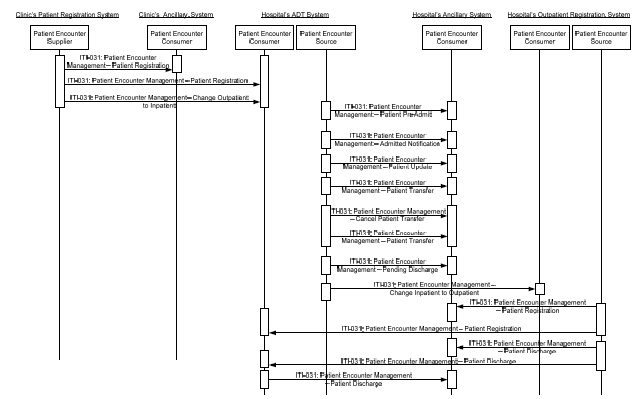 Clinic's Patient Registration System
Clinic's Ancillary System
Hospital's ADT System
Hospital's Ancillary System
Hospital's Outpatient Registration System
Patient Encounter
Supplier
Patient Encounter
Consumer
Patient Encounter
Consumer
Patient Encounter
Source
Patient Encounter
Consumer
Patient Encounter
Consumer
Patient Encounter
Source
ITI-031: Patient Encounter
Management – Patient Registration
ITI-031: Patient Encounter Management – Patient Registration
ITI-031: Patient Encounter Management – Change Outpatient
to Inpatient
ITI-031: Patient Encounter
Management – Patient Pre-Admit
ITI-031: Patient Encounter
Management – Admitted Notification
ITI-031: Patient Encounter
Management – Patient Update
ITI-031: Patient Encounter
Management – Patient Transfer
ITI-031: Patient Encounter Management
– Cancel Patient Transfer
ITI-031: Patient Encounter
Management – Patient Transfer
ITI-031: Patient Encounter
Management – Pending Discharge
ITI-031: Patient Encounter Management –
Change Inpatient to Outpatient
ITI-031: Patient Encounter Management
– Patient Registration
ITI-031: Patient Encounter Management – Patient Registration
ITI-031: Patient Encounter Management
– Patient Discharge
ITI-031: Patient Encounter Management – Patient Discharge
ITI-031: Patient Encounter Management
– Patient Discharge